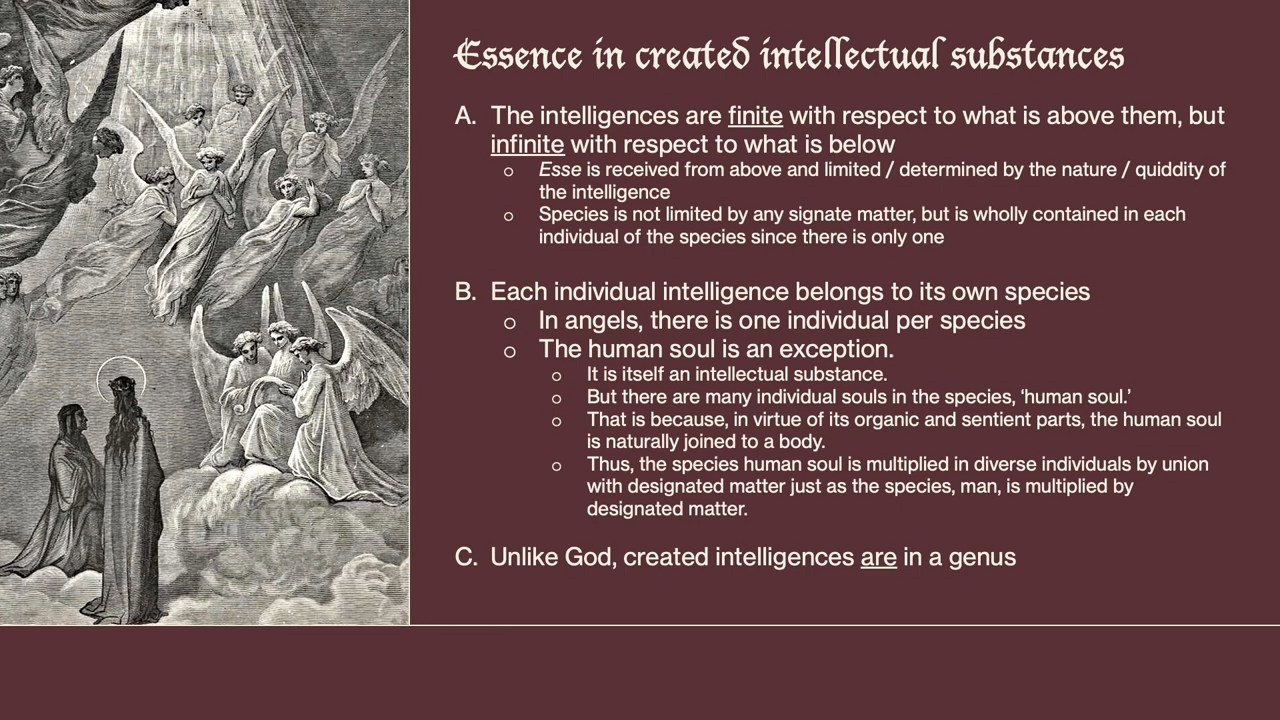 Essence in created intellectual substances
A. The intelligences are finite with respect to what is above them, but
infinite with respect to what is below
○ Esse is received from above and limited / determined by the nature / quiddity of
the intelligence
○ Species is not limited by any signate matter, but is wholly contained in each
individual of the species since there is only one
B. Each individual intelligence belongs to its own species
○ In angels, there is one individual per species
○ The human soul is an exception.
○ It is itself an intellectual substance.
○ But there are many individual souls in the species, ‘human soul.’
○ That is because, in virtue of its organic and sentient parts, the human soul
is naturally joined to a body.
○ Thus, the species human soul is multiplied in diverse individuals by union
with designated matter just as the species, man, is multiplied by
designated matter.
C. Unlike God, created intelligences are in a genus